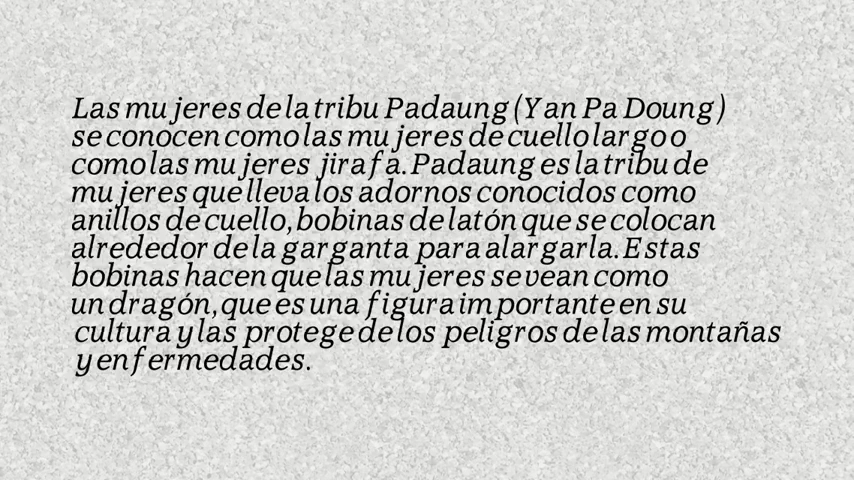 Las mujeres de la tribu Padaung (Yan Pa Doung)
se conocen como las mujeres de cuello largo o
como las mujeres jirafa. Padaung es la tribu de
mujeres que lleva los adornos conocidos como
anillos de cuello, bobinas de latón que se colocan
alrededor de la garganta para alargarla. Estas
bobinas hacen que las mujeres se vean como
un dragón, que es una figura importante en su
cultura y las protege de los peligros de las montañas
y enfermedades.